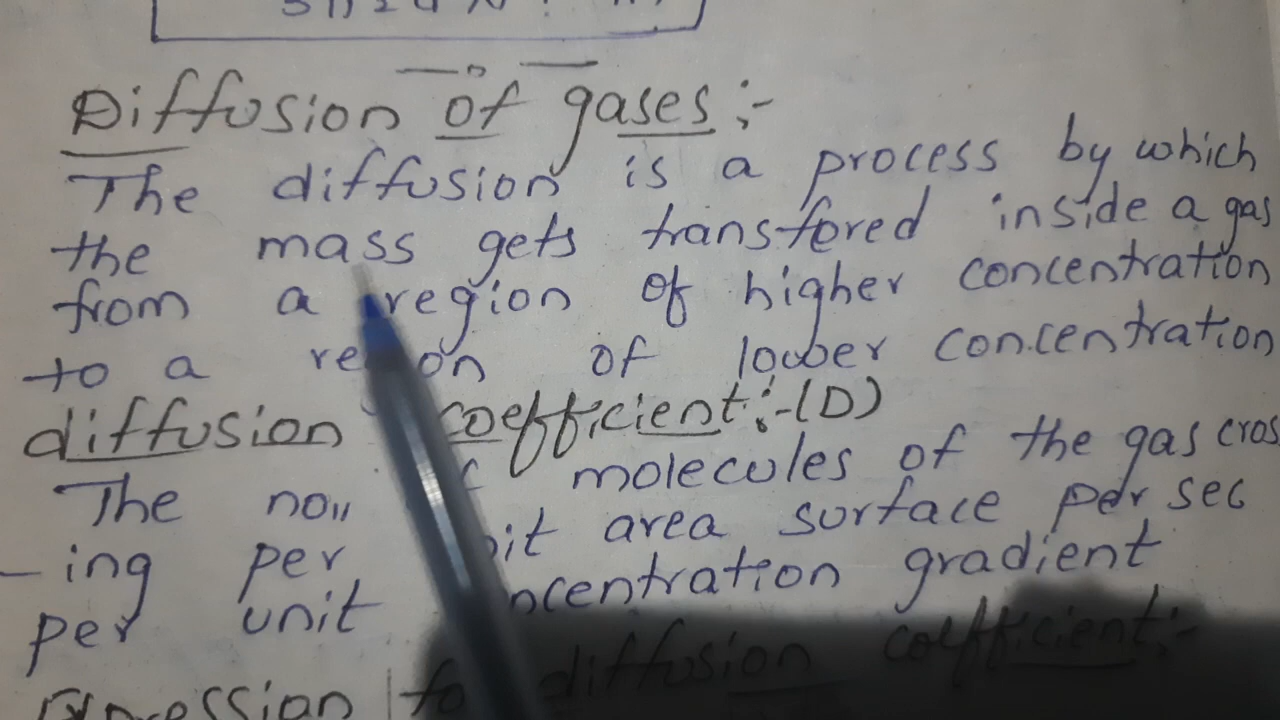 Diffusion of gases :-
The diffusion is a process by which
the mass gets transfered inside a gas
from a region of higher concentration
to a on of lower concentration
diffusion coefficient :- (D)
The no,, molecules of the gas cros
-ing per area surface per sec
per unit gradient
diffusion coefficient :-